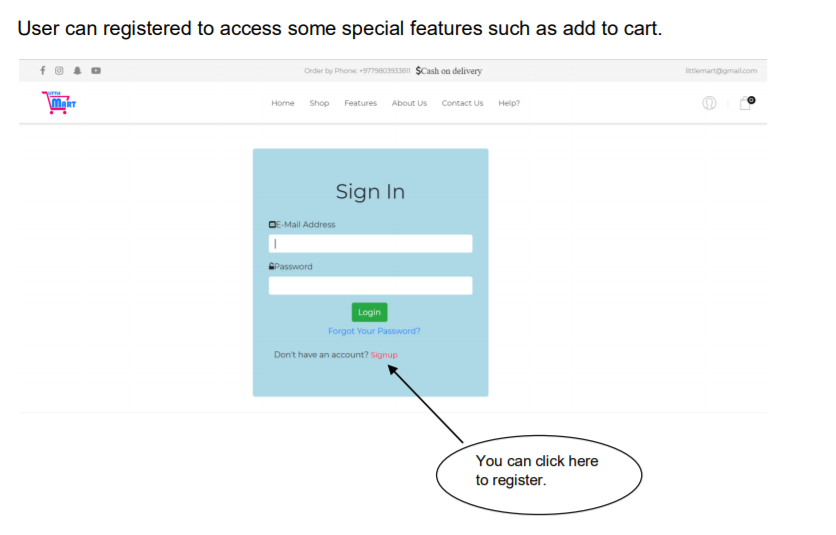 User can registered to access some special features such as add to cart.
Order by Phone: +9779803933611 $Cash on delivery
littlemart@gmail.com
LITTLE
MART
Home Shop Features About Us Contact Us Help?
0
Sign In
E-Mail Address
Password
Login
Forgot Your Password?
Don't have an account? Signup
You can click here
to register.